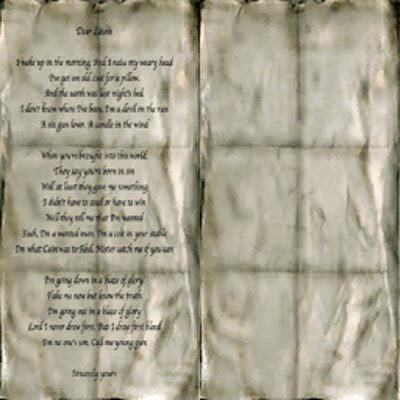 Dear Laura
I wake up in the morning And I raise my weary head
I've got an old coat for a pillow
And the earth was last night's bed
I don't know where I'm going, I'm a devil on the run
A six gun lover. A candle in the wind
When you're brought into this world
They say you're born in sin
Well at least they gave me something
I didn't have to steal or have to win
Well they tell me that I'm wanted
Yeah, I'm a wanted man. I'm a colt in your stable
I'm what Cain was to Abel. Mister catch me if you can
I'm going down in a blaze of glory
Take me now but know the truth
I'm going out in a blaze of glory
Lord I never drew first. But I drew first blood
I'm no one's son. Call me young gun
Sincerely yours